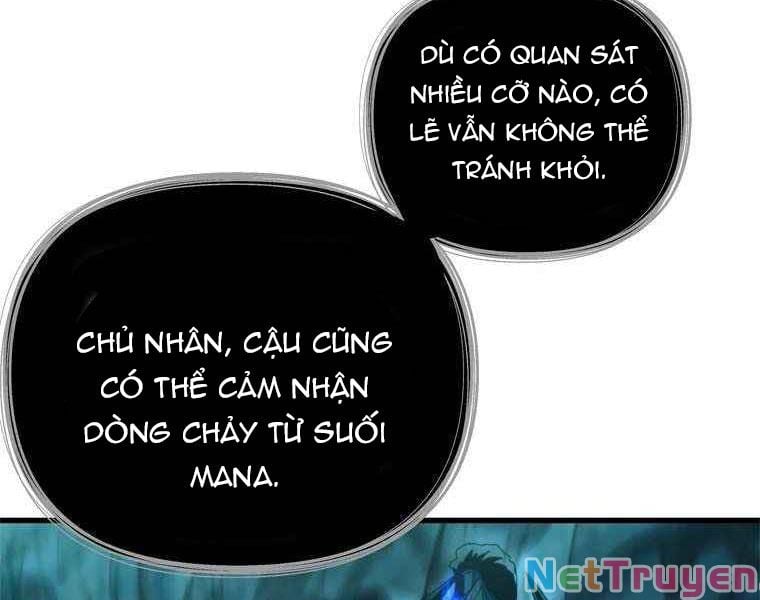 DÙ CÓ QUAN SÁT
NHIỀU CỠ NÀO, CÓ
LẼ VẪN KHÔNG THỂ
TRÁNH KHỎI.
CHỦ NHÂN, CẬU CŨNG
CÓ THỂ CẢM NHẬN
DÒNG CHẢY TỪ SUỐI
MANA.
NetTruyen